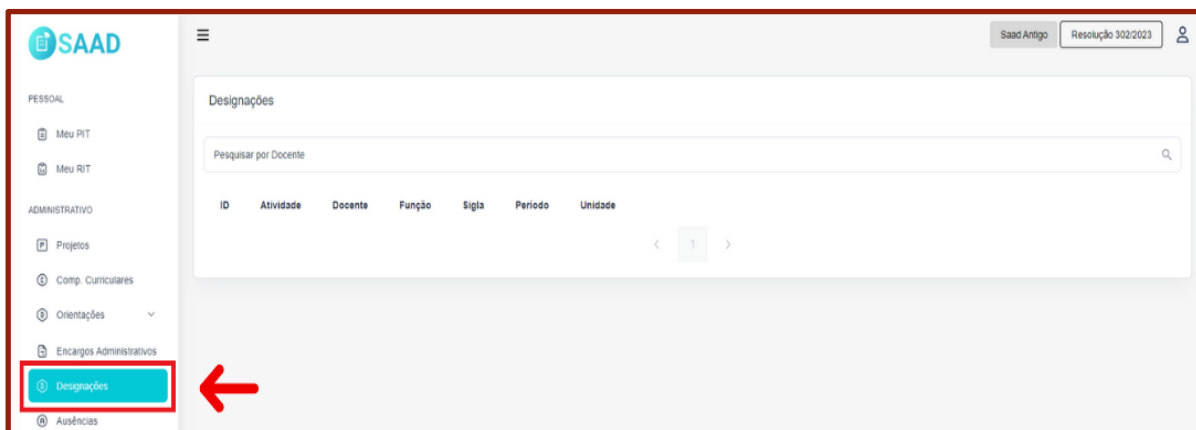 SAAD
Saad Antigo
Resolução 302/2023
PESSOAL
Meu PIT
Meu RIT
ADMINISTRATIVO
Projetos
Comp. Curriculares
Orientações
Encargos Administrativos
Designações
Ausências
Designações
Pesquisar por Docente
ID Atividade Docente Função Sigla Período Unidade
< 1 >